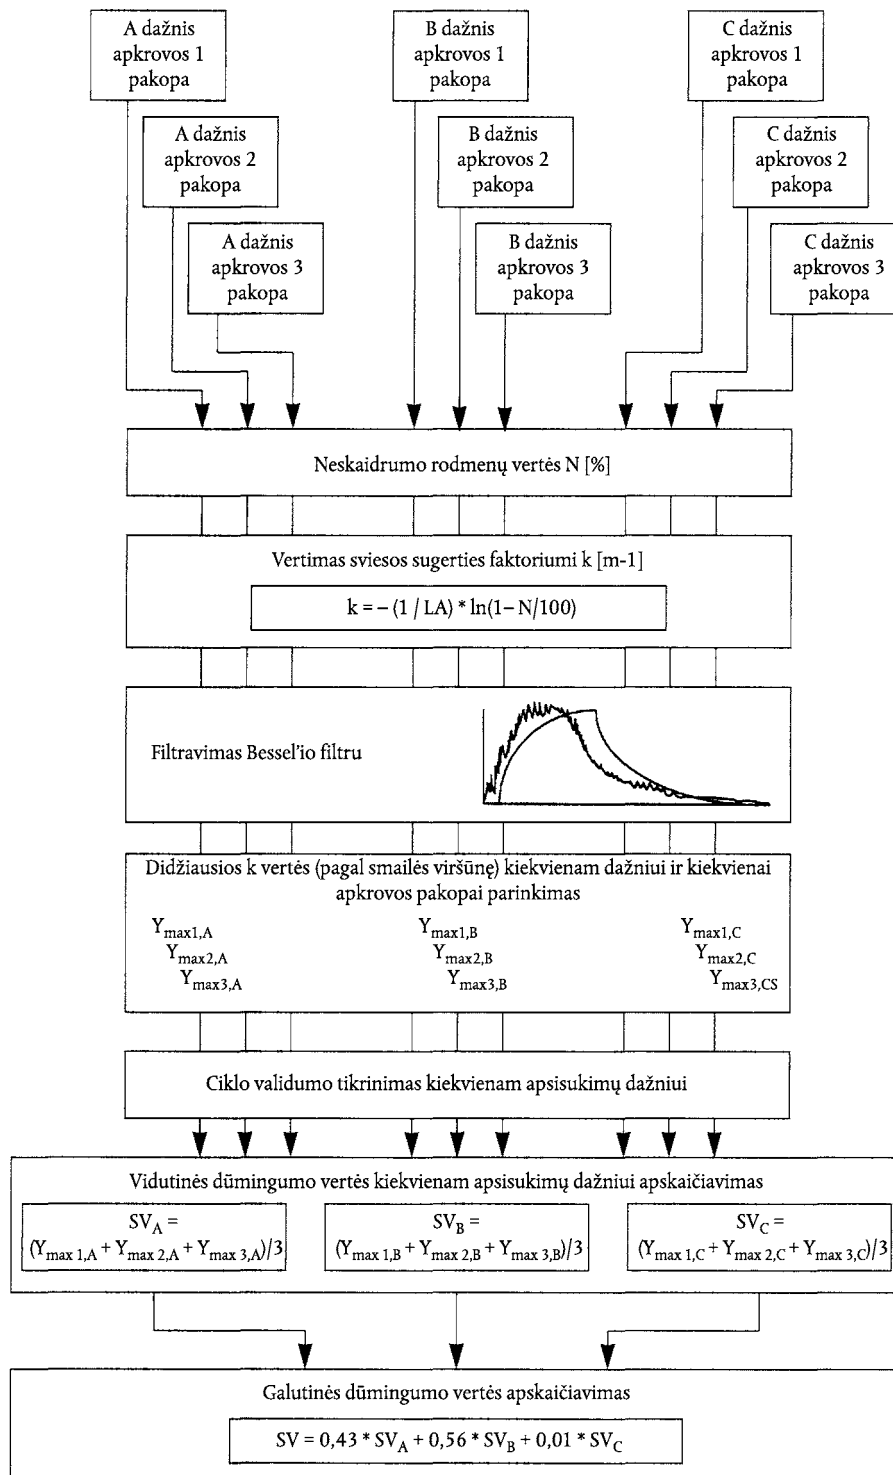 A dažnis
apkrovos 1
pakopa
B dažnis
apkrovos 1
pakopa
C dažnis
apkrovos 1
pakopa
A dažnis
apkrovos 2
pakopa
B dažnis
apkrovos 2
pakopa
C dažnis
apkrovos 2
pakopa
A dažnis
apkrovos 3
pakopa
B dažnis
apkrovos 3
pakopa
C dažnis
apkrovos 3
pakopa
Neskaidrumo rodmenų vertės N [%]
Vertimas sviesos sugerties faktoriumi k [m-1]
k = – (1 / LA) * ln(1– N/100)
Filtravimas Bessel'io filtru
Didžiausios k vertės (pagal smailės viršūnę) kiekvienam dažniui ir kiekvienai
apkrovos pakopai parinkimas
Ymax1,A Ymax1,B Ymax1,C
Ymax2,A Ymax2,B Ymax2,C
Ymax3,A Ymax3,B Ymax3,CS
Ciklo validumo tikrinimas kiekvienam apsisukimų dažniui
Vidutinės dūmingumo vertės kiekvienam apsisukimų dažniui apskaičiavimas
SVA =
(Ymax 1,A + Ymax 2,A + Ymax 3,A)/3
SVB =
(Ymax 1,B + Ymax 2,B + Ymax 3,B)/3
SVC =
(Ymax 1,C + Ymax 2,C + Ymax 3,C)/3
Galutinės dūmingumo vertės apskaičiavimas
SV = 0,43 * SVA + 0,56 * SVB + 0,01 * SVC